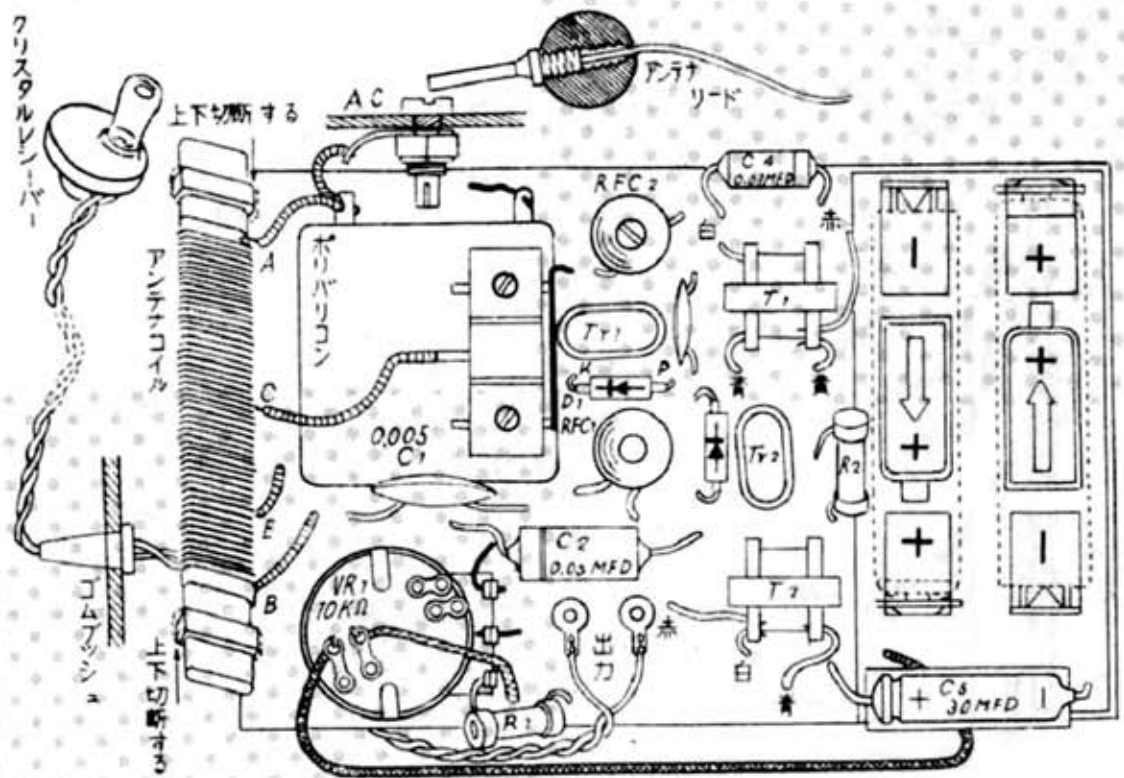 クリスタルレシーバー
上下切断する
アンテナコイル
A
C
E
B
上下切断する
ゴムブッシュ
AC
アンテナ
リード
ポリバリコン
0.005
C1
VR1
10KΩ
R1
RFC2
Tr1
K
P
D1
RFC1
C2
0.03MFD
出力
赤
C4
白
赤
T1
青
黄
Tr2
R2
T2
白
青
C3
30MFD
+
−
−
+
+
+
+
−